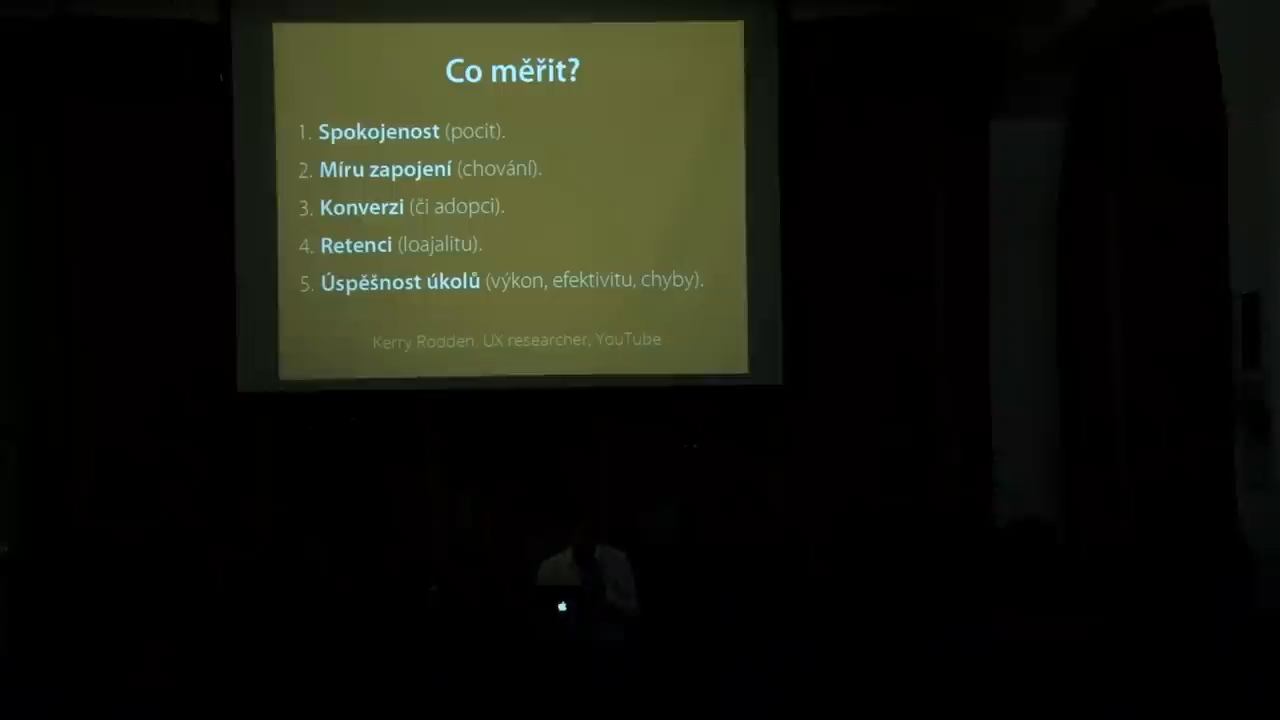 Co měřit?
1. Spokojenost (pocit).
2. Míru zapojení (chování).
3. Konverzi (či adopci).
4. Retenci (loajalitu).
5. Úspěšnost úkolů (výkon, efektivitu, chyby).
Kerry Rodden, UX researcher, YouTube